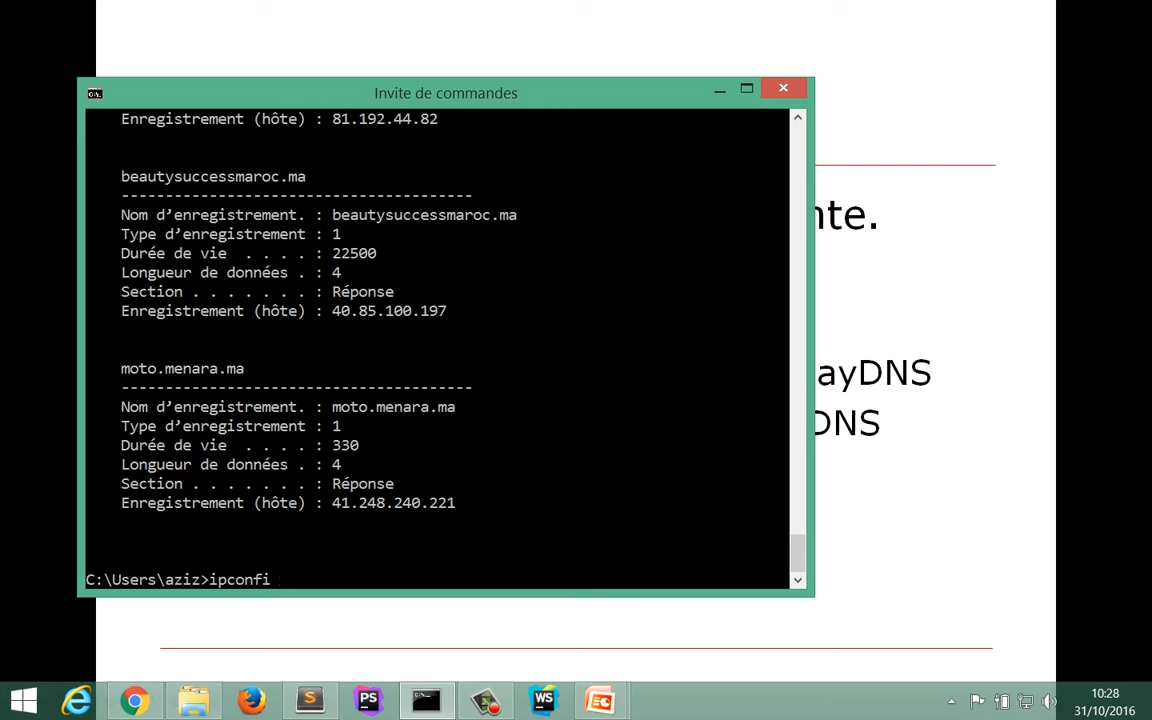 Invite de commandes
Enregistrement (hôte) : 81.192.44.82
beautysuccessmaroc.ma
----------------------------------------
Nom d'enregistrement. : beautysuccessmaroc.ma
Type d'enregistrement : 1
Durée de vie  . . . . : 22500
Longueur de données . : 4
Section . . . . . . . : Réponse
Enregistrement (hôte) : 40.85.100.197
moto.menara.ma
----------------------------------------
Nom d'enregistrement. : moto.menara.ma
Type d'enregistrement : 1
Durée de vie  . . . . : 330
Longueur de données . : 4
Section . . . . . . . : Réponse
Enregistrement (hôte) : 41.248.240.221
C:\Users\aziz>ipconfi
nte.
ayDNS
DNS
S
PS
WS
10:28
31/10/2016